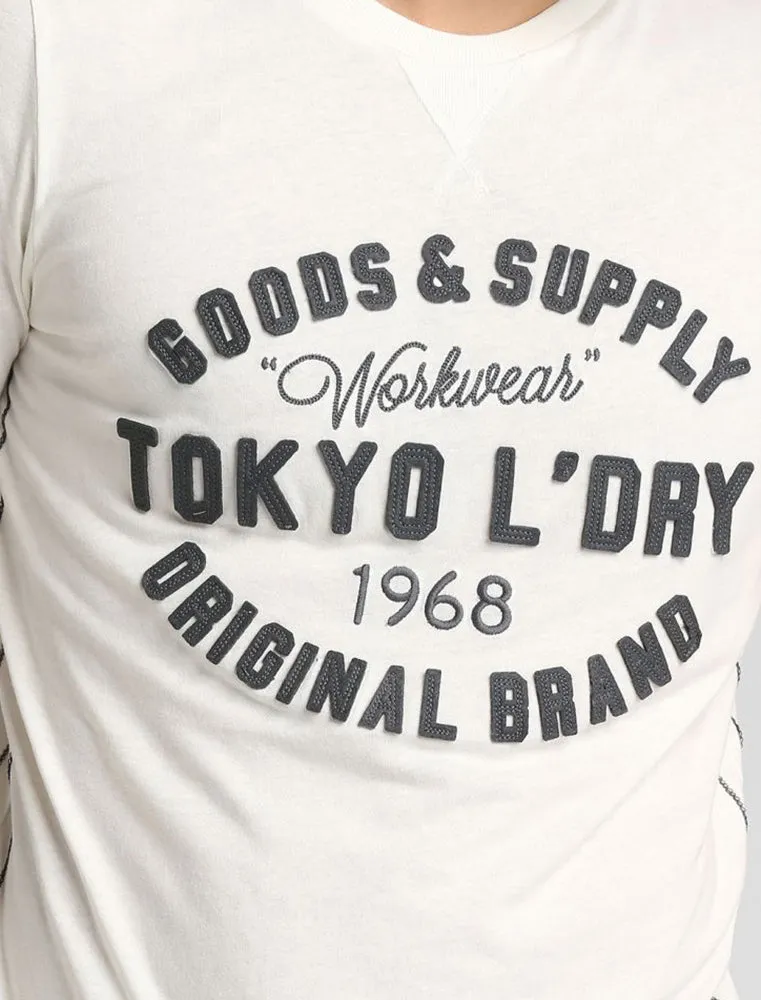 GOODS & SUPPLY
"Workwear"
TOKYO L'DRY
1968
ORIGINAL BRAND